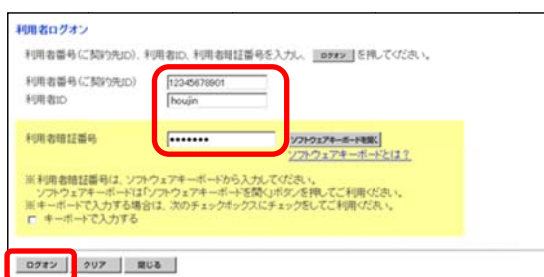 利用者ログオン
利用者番号(ご契約先ID)、利用者ID、利用者暗証番号を入力し、 ログオン を押してください。
利用者番号(ご契約先ID) 12345678901
利用者ID houjin
利用者暗証番号 ●●●●●●● ソフトウェアキーボードを開く
ソフトウェアキーボードとは？
※利用者暗証番号は、ソフトウェアキーボードから入力してください。
ソフトウェアキーボードは「ソフトウェアキーボードを開く」ボタンを押してご利用ください。
※キーボードで入力する場合は、次のチェックボックスにチェックをしてご利用ください。
キーボードで入力する
ログオン クリア 閉じる